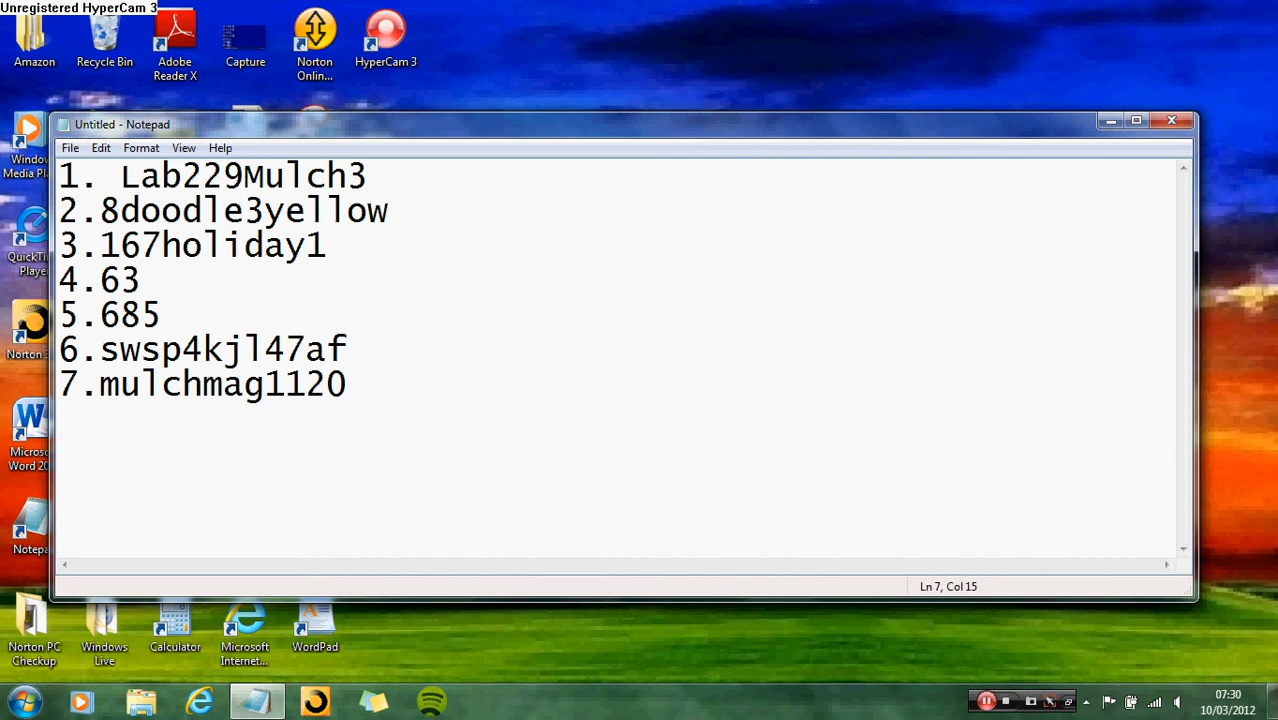 Unregistered HyperCam 3
Amazon
Recycle Bin
Adobe Reader X
Capture
Norton Onlin...
HyperCam 3
Untitled - Notepad
File Edit Format View Help
1. Lab229Mulch3
2.8doodle3yellow
3.167holiday1
4.63
5.685
6.swsp4kjl47af
7.mulchmag1120
Ln 7, Col 15
Norton PC Checkup
Windows Live
Calculator
Microsoft Internet...
WordPad
07:30
10/03/2012